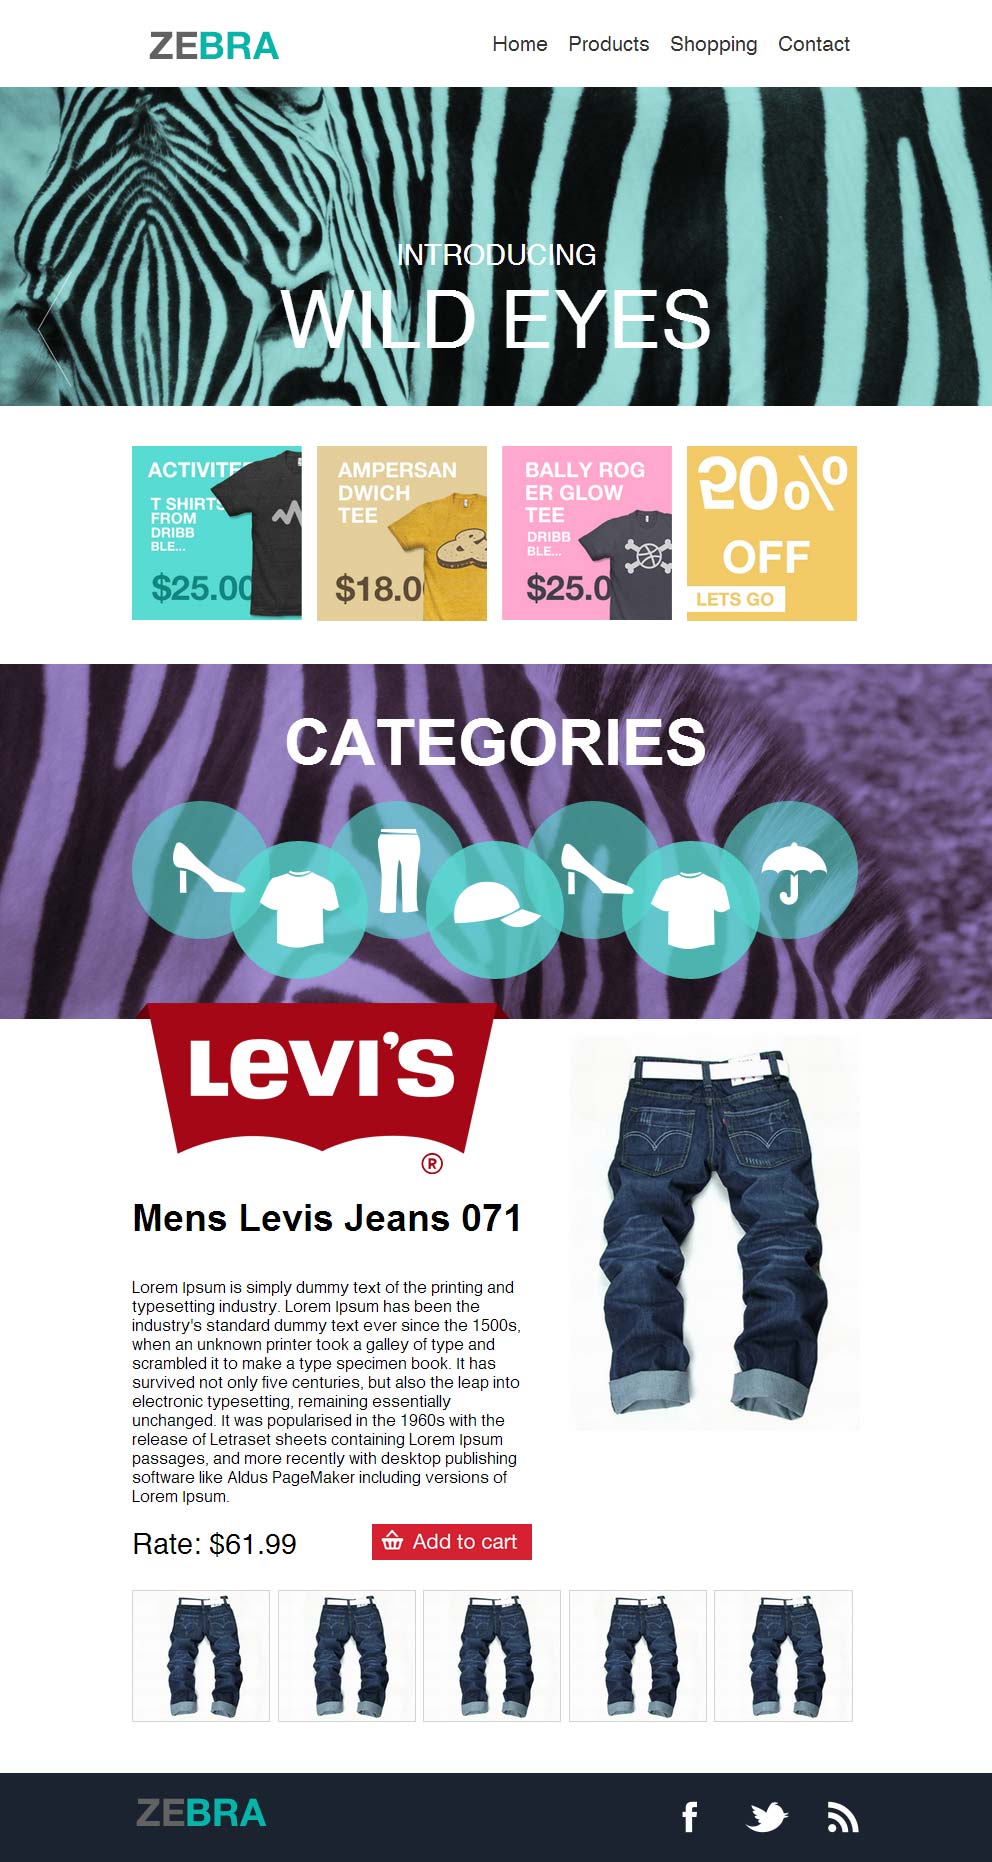 ZEBRA
Home Products Shopping Contact
INTRODUCING
WILD EYES
ACTIVITEE
T SHIRTS
FROM
DRIBB
BLE...
$25.00
AMPERSAN
DWICH
TEE
$18.0
BALLY ROG
ER GLOW
TEE
DRIBB
BLE...
$25.0
20%
OFF
LETS GO
CATEGORIES
LEVI'S
®
Mens Levis Jeans 071
Lorem Ipsum is simply dummy text of the printing and
typesetting industry. Lorem Ipsum has been the
industry's standard dummy text ever since the 1500s,
when an unknown printer took a galley of type and
scrambled it to make a type specimen book. It has
survived not only five centuries, but also the leap into
electronic typesetting, remaining essentially
unchanged. It was popularised in the 1960s with the
release of Letraset sheets containing Lorem Ipsum
passages, and more recently with desktop publishing
software like Aldus PageMaker including versions of
Lorem Ipsum.
Rate: $61.99
Add to cart
ZEBRA